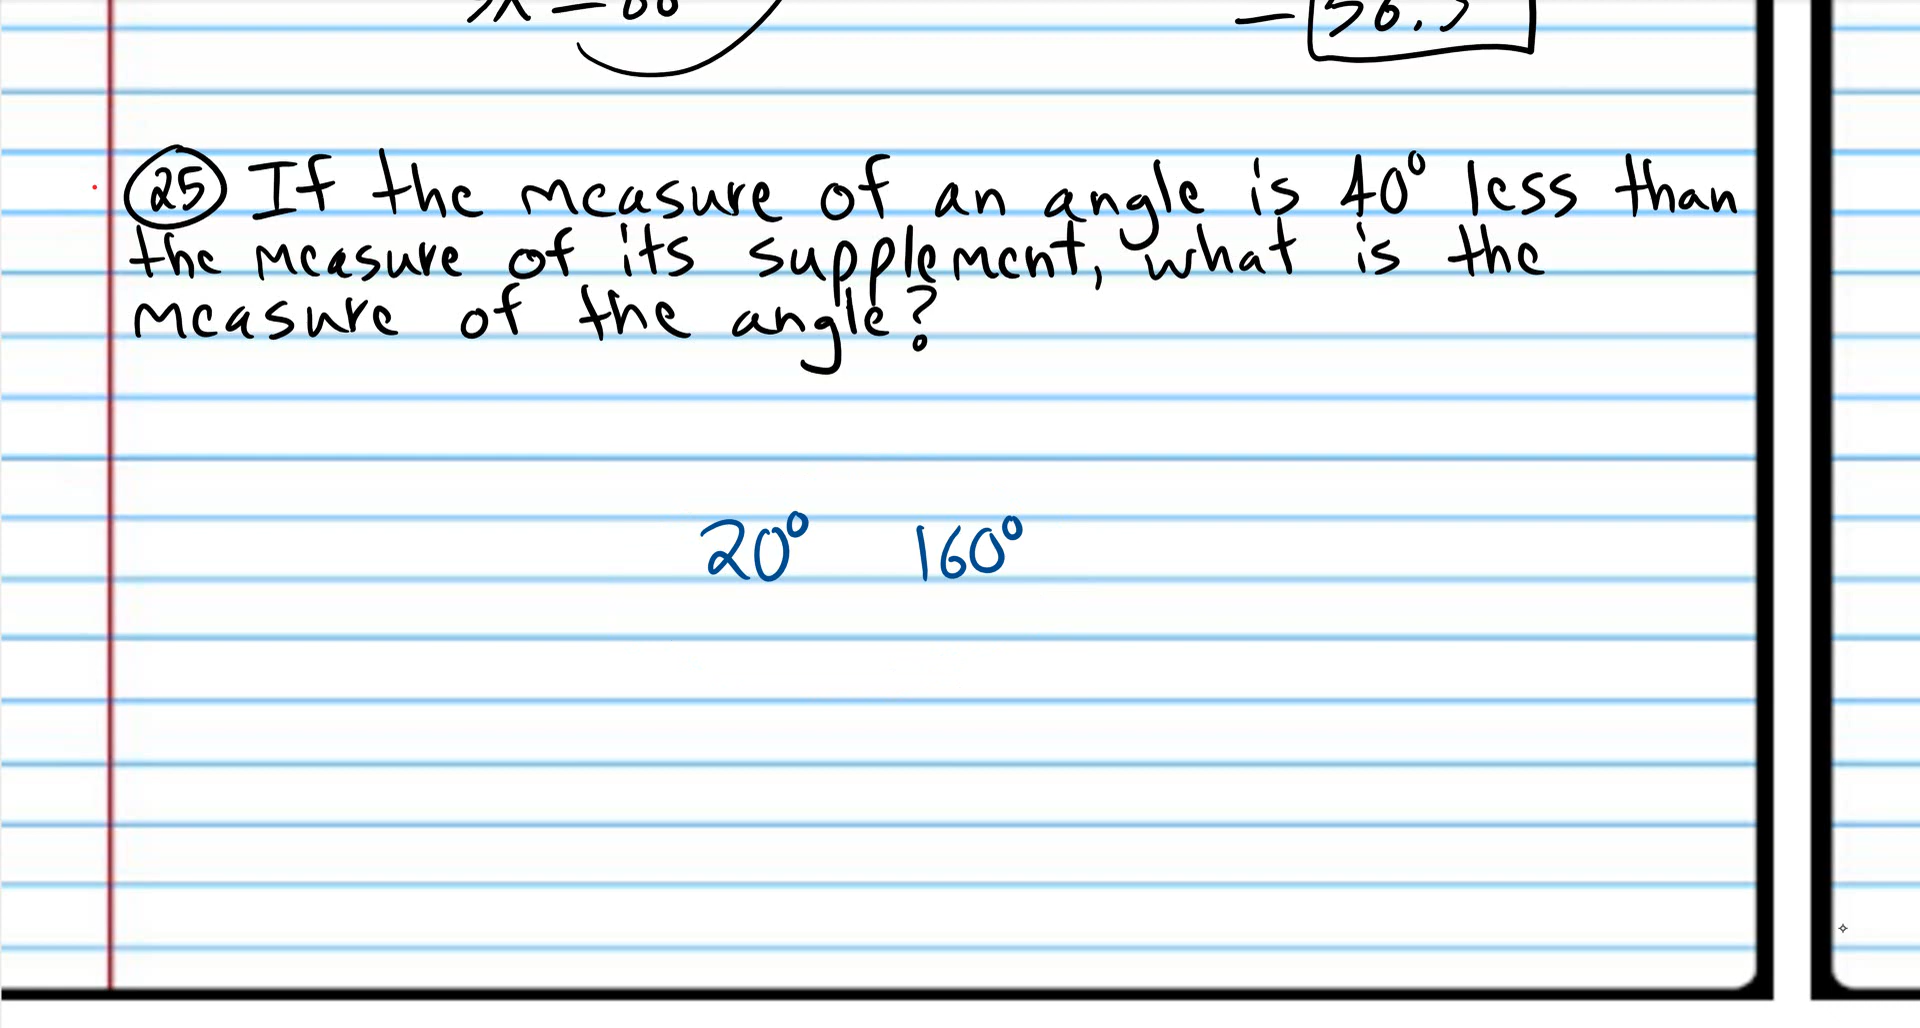 25 If the measure of an angle is 40° less than
the measure of its supplement, what is the
measure of the angle?
20° 160°